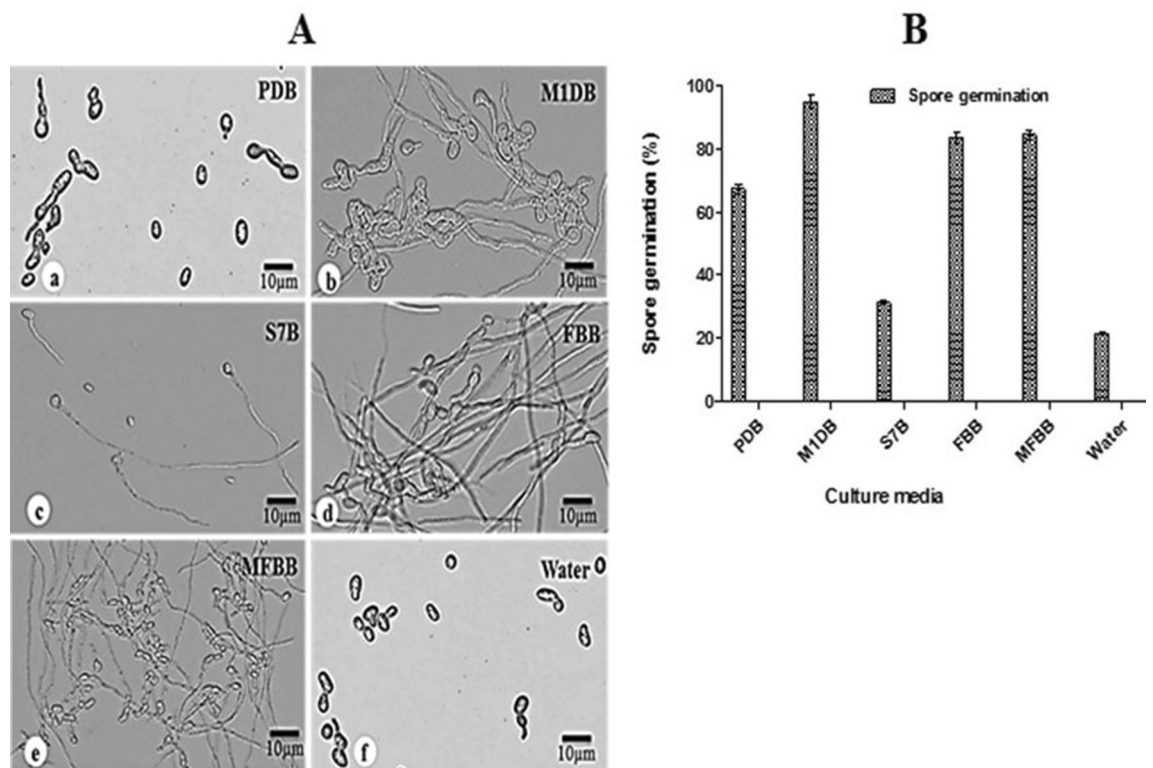 A
PDB
10µm
a
M1DB
10µm
b
S7B
10µm
c
FBB
10µm
d
MFBB
10µm
e
Water
10µm
f
B
Spore germination
Spore germination (%)
100
80
60
40
20
0
PDB
M1DB
S7B
FBB
MFBB
Water
Culture media